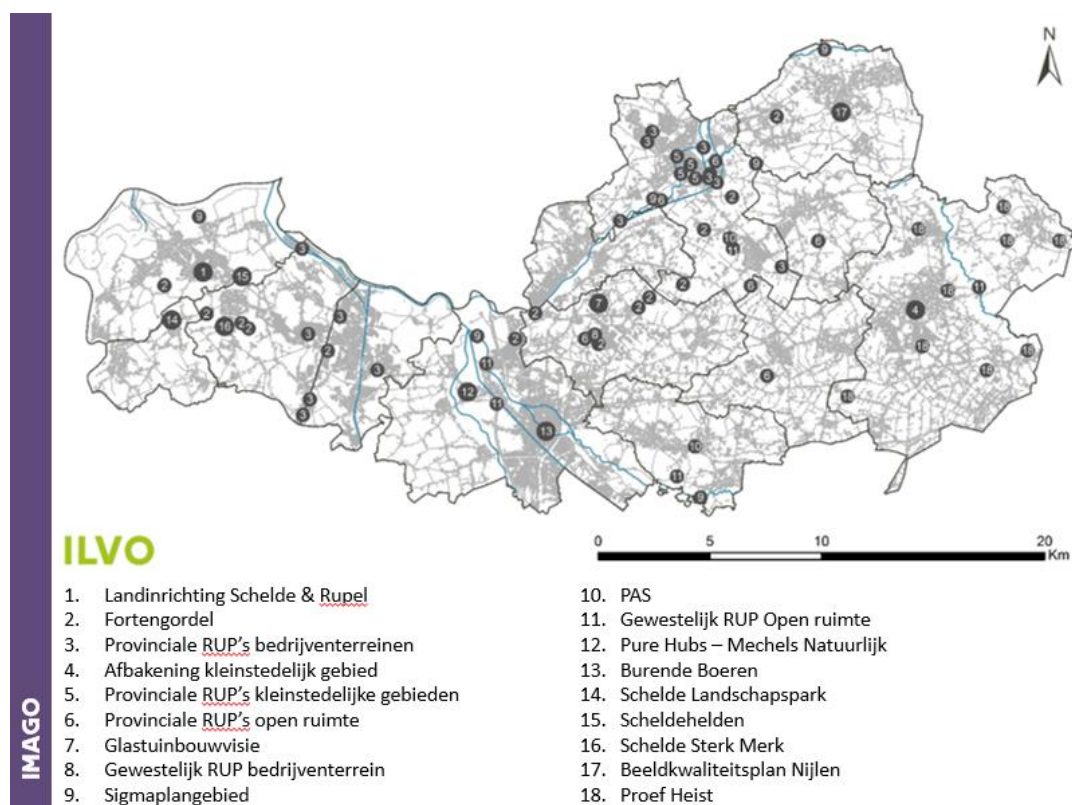 N
0 5 10 20
Km
ILVO
1. Landinrichting Schelde & Rupel
2. Fortengordel
3. Provinciale RUP's bedrijventerreinen
4. Afbakening kleinstedelijk gebied
5. Provinciale RUP's kleinstedelijke gebieden
6. Provinciale RUP's open ruimte
7. Glastuinbouwvisie
8. Gewestelijk RUP bedrijventerrein
9. Sigmaplangebied
10. PAS
11. Gewestelijk RUP Open ruimte
12. Pure Hubs – Mechels Natuurlijk
13. Burende Boeren
14. Schelde Landschapspark
15. Scheldehelden
16. Schelde Sterk Merk
17. Beeldkwaliteitsplan Nijlen
18. Proef Heist
IMAGO